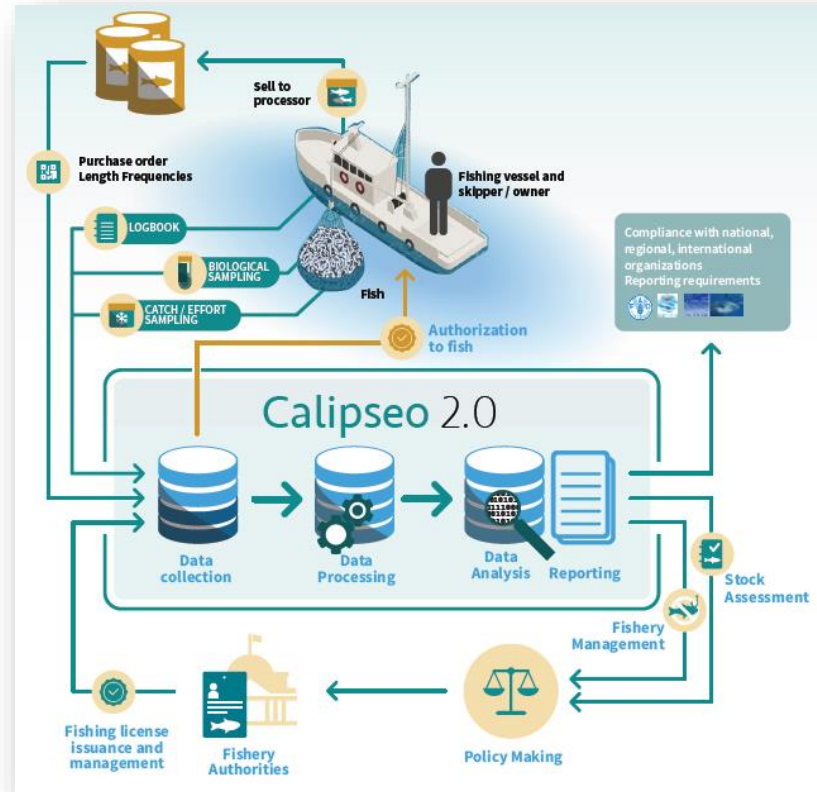 Sell to
processor
Purchase order
Length Frequencies
Fishing vessel and
skipper / owner
LOGBOOK
BIOLOGICAL
SAMPLING
CATCH / EFFORT
SAMPLING
Fish
Compliance with national,
regional, international
organizations
Reporting requirements
Authorization
to fish
Calipseo 2.0
Data
collection
Data
Processing
Data
Analysis
Reporting
Stock
Assessment
Fishery
Management
Fishing license
issuance and
management
Fishery
Authorities
Policy Making